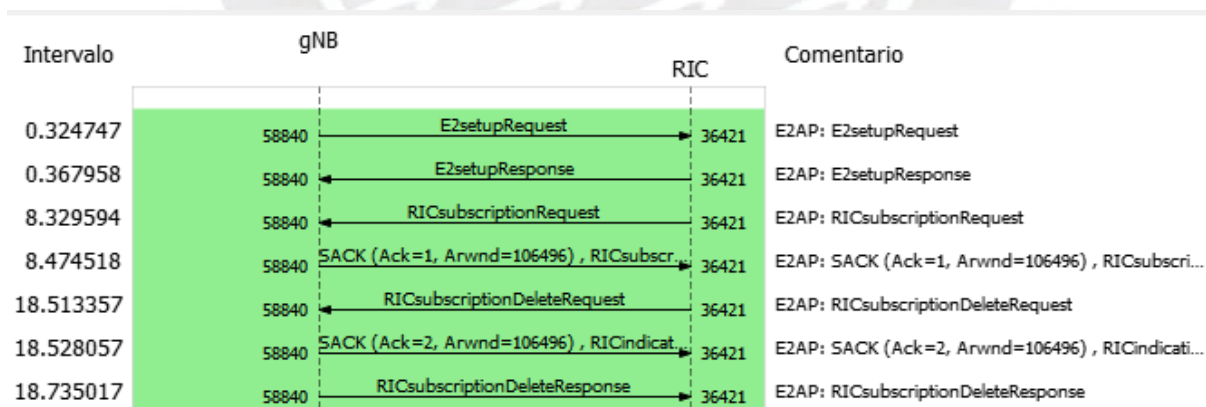 Intervalo gNB RIC Comentario
0.324747 58840 E2setupRequest 36421 E2AP: E2setupRequest
0.367958 58840 E2setupResponse 36421 E2AP: E2setupResponse
8.329594 58840 RICsubscriptionRequest 36421 E2AP: RICsubscriptionRequest
8.474518 58840 SACK (Ack=1, Arwnd=106496) , RICsubscr... 36421 E2AP: SACK (Ack=1, Arwnd=106496) , RICsubscri...
18.513357 58840 RICsubscriptionDeleteRequest 36421 E2AP: RICsubscriptionDeleteRequest
18.528057 58840 SACK (Ack=2, Arwnd=106496) , RICindicat... 36421 E2AP: SACK (Ack=2, Arwnd=106496) , RICindicati...
18.735017 58840 RICsubscriptionDeleteResponse 36421 E2AP: RICsubscriptionDeleteResponse